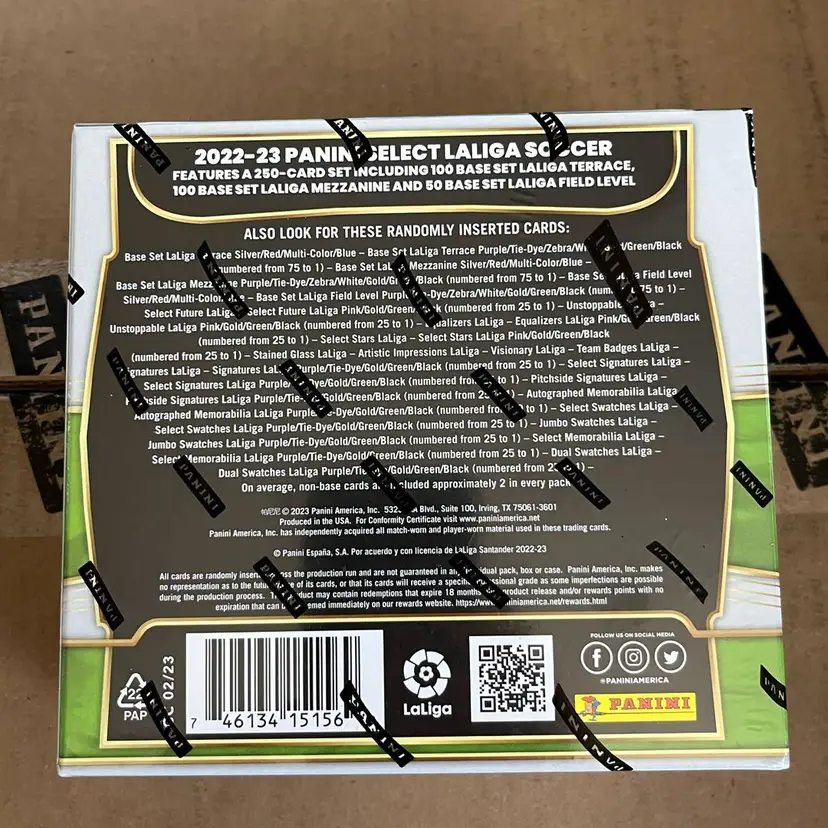 2022-23 PANINI SELECT LALIGA SOCCER
FEATURES A 250-CARD SET INCLUDING 100 BASE SET LALIGA TERRACE,
100 BASE SET LALIGA MEZZANINE AND 50 BASE SET LALIGA FIELD LEVEL
ALSO LOOK FOR THESE RANDOMLY INSERTED CARDS:
Base Set LaLiga Terrace Silver/Red/Multi-Color/Blue – Base Set LaLiga Terrace Purple/Tie-Dye/Zebra/White/Gold/Green/Black
(numbered from 75 to 1) – Base Set LaLiga Mezzanine Silver/Red/Multi-Color/Blue –
Base Set LaLiga Mezzanine Purple/Tie-Dye/Zebra/White/Gold/Green/Black (numbered from 75 to 1) – Base Set LaLiga Field Level
Silver/Red/Multi-Color/Blue – Base Set LaLiga Field Level Purple/Tie-Dye/Zebra/White/Gold/Green/Black (numbered from 75 to 1) –
Select Future LaLiga – Select Future LaLiga Pink/Gold/Green/Black (numbered from 25 to 1) – Unstoppable LaLiga –
Unstoppable LaLiga Pink/Gold/Green/Black (numbered from 25 to 1) – Equalizers LaLiga – Equalizers LaLiga Pink/Gold/Green/Black
(numbered from 25 to 1) – Select Stars LaLiga – Select Stars LaLiga Pink/Gold/Green/Black
(numbered from 25 to 1) – Stained Glass LaLiga – Artistic Impressions LaLiga – Visionary LaLiga – Team Badges LaLiga –
Signatures LaLiga – Signatures LaLiga Purple/Tie-Dye/Gold/Green/Black (numbered from 25 to 1) – Select Signatures LaLiga –
Select Signatures LaLiga Purple/Tie-Dye/Gold/Green/Black (numbered from 25 to 1) – Pitchside Signatures LaLiga –
Pitchside Signatures LaLiga Purple/Tie-Dye/Gold/Green/Black (numbered from 25 to 1) – Autographed Memorabilia LaLiga –
Autographed Memorabilia LaLiga Purple/Tie-Dye/Gold/Green/Black (numbered from 25 to 1) – Select Swatches LaLiga –
Select Swatches LaLiga Purple/Tie-Dye/Gold/Green/Black (numbered from 25 to 1) – Jumbo Swatches LaLiga –
Jumbo Swatches LaLiga Purple/Tie-Dye/Gold/Green/Black (numbered from 25 to 1) – Select Memorabilia LaLiga –
Select Memorabilia LaLiga Purple/Tie-Dye/Gold/Green/Black (numbered from 25 to 1) – Dual Swatches LaLiga –
Dual Swatches LaLiga Purple/Tie-Dye/Gold/Green/Black (numbered from 25 to 1) –
On average, non-base cards are included approximately 2 in every pack
帕尼尼 © 2023 Panini America, Inc. 5325 Blvd., Suite 100, Irving, TX 75061-3601
Produced in the USA. For Conformity Certificate visit www.paniniamerica.net
Panini America, Inc. has independently acquired all match-worn and player-worn material used in these trading cards.
© Panini España, S.A. Por acuerdo y con licencia de LaLiga Santander 2022-23
All cards are randomly inserted across the production run and are not guaranteed in any individual pack, box or case. Panini America, Inc. makes
no representation as to the future value of its cards, or that its cards will receive a specific professional grade as some imperfections are possible
during the production process. This product may contain redemptions that expire 18 months from product release and/or rewards points with no
expiration that can be redeemed immediately on our rewards website. https://www.paniniamerica.net/rewards.html
FOLLOW US ON SOCIAL MEDIA
@PANINIAMERICA
PANINI
LaLiga
22
PAP
C 02/23
7 46134 15156